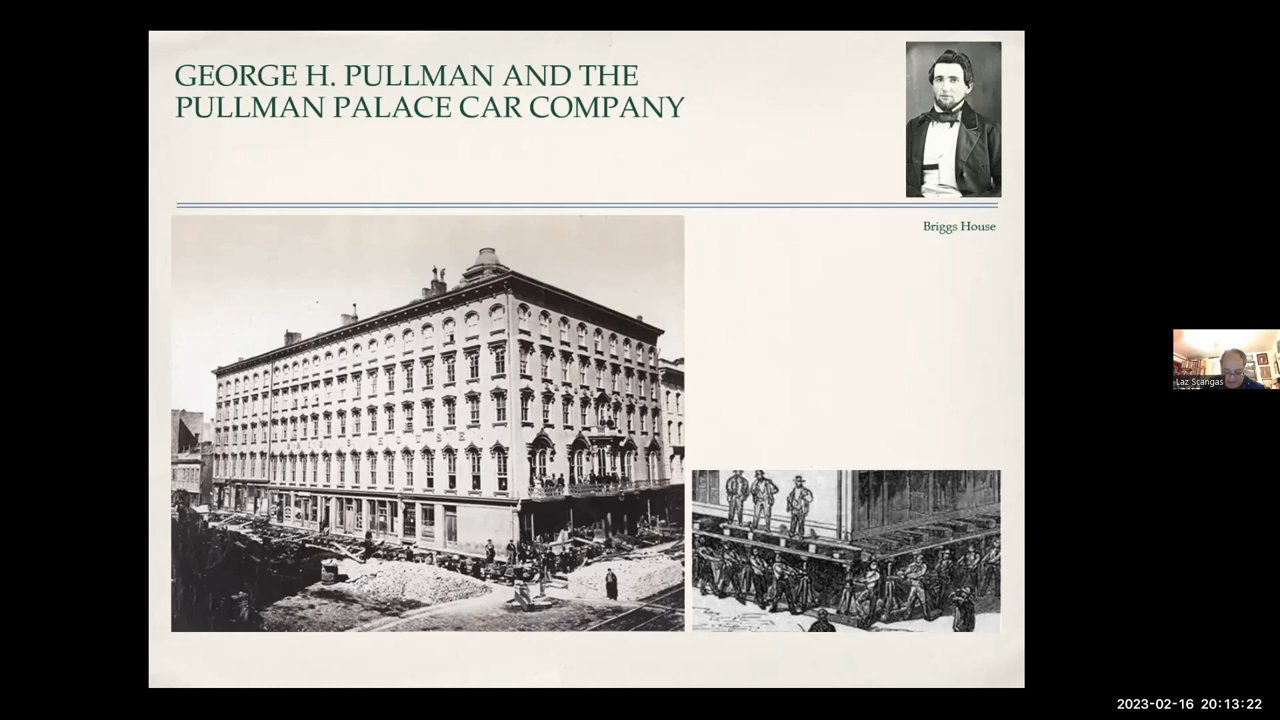 GEORGE H. PULLMAN AND THE
PULLMAN PALACE CAR COMPANY
Briggs House
Laz Scangas
2023-02-16 20:13:22